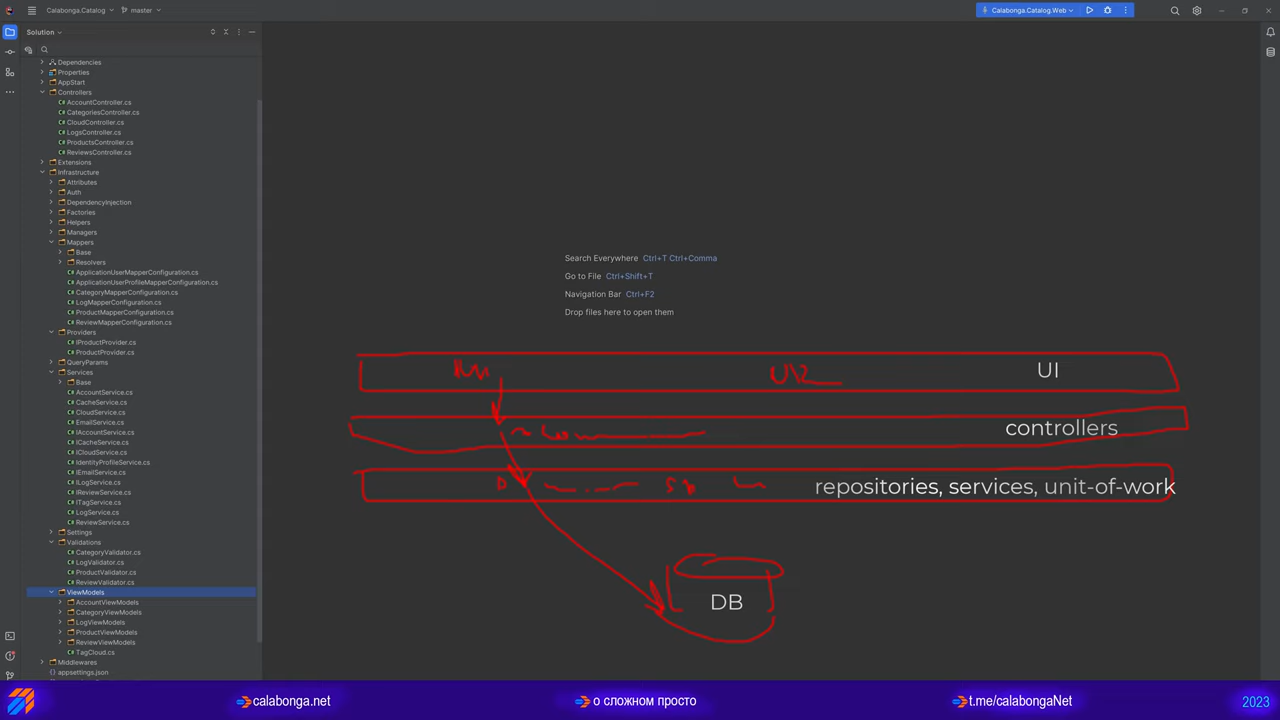 Calabonga.Catalog
master
Calabonga.Catalog.Web
Solution
Dependencies
Properties
AppStart
Controllers
AccountController.cs
CategoriesController.cs
CloudController.cs
LogsController.cs
ProductsController.cs
ReviewsController.cs
Extensions
Infrastructure
Attributes
Auth
DependencyInjection
Factories
Helpers
Managers
Mappers
Base
Resolvers
ApplicationUserMapperConfiguration.cs
ApplicationUserProfileMapperConfiguration.cs
CategoryMapperConfiguration.cs
LogMapperConfiguration.cs
ProductMapperConfiguration.cs
ReviewMapperConfiguration.cs
Providers
IProductProvider.cs
ProductProvider.cs
QueryParams
Services
Base
AccountService.cs
CacheService.cs
CloudService.cs
EmailService.cs
IAccountService.cs
ICacheService.cs
ICloudService.cs
IdentityProfileService.cs
IEmailService.cs
ILogService.cs
IReviewService.cs
ITagService.cs
LogService.cs
ReviewService.cs
Settings
Validations
CategoryValidator.cs
LogValidator.cs
ProductValidator.cs
ReviewValidator.cs
ViewModels
AccountViewModels
CategoryViewModels
LogViewModels
ProductViewModels
ReviewViewModels
TagCloud.cs
Middlewares
appsettings.json
Search Everywhere Ctrl+T Ctrl+Comma
Go to File Ctrl+Shift+T
Navigation Bar Ctrl+F2
Drop files here to open them
UI
controllers
repositories, services, unit-of-work
DB
calabonga.net
о сложном просто
t.me/calabongaNet
2023